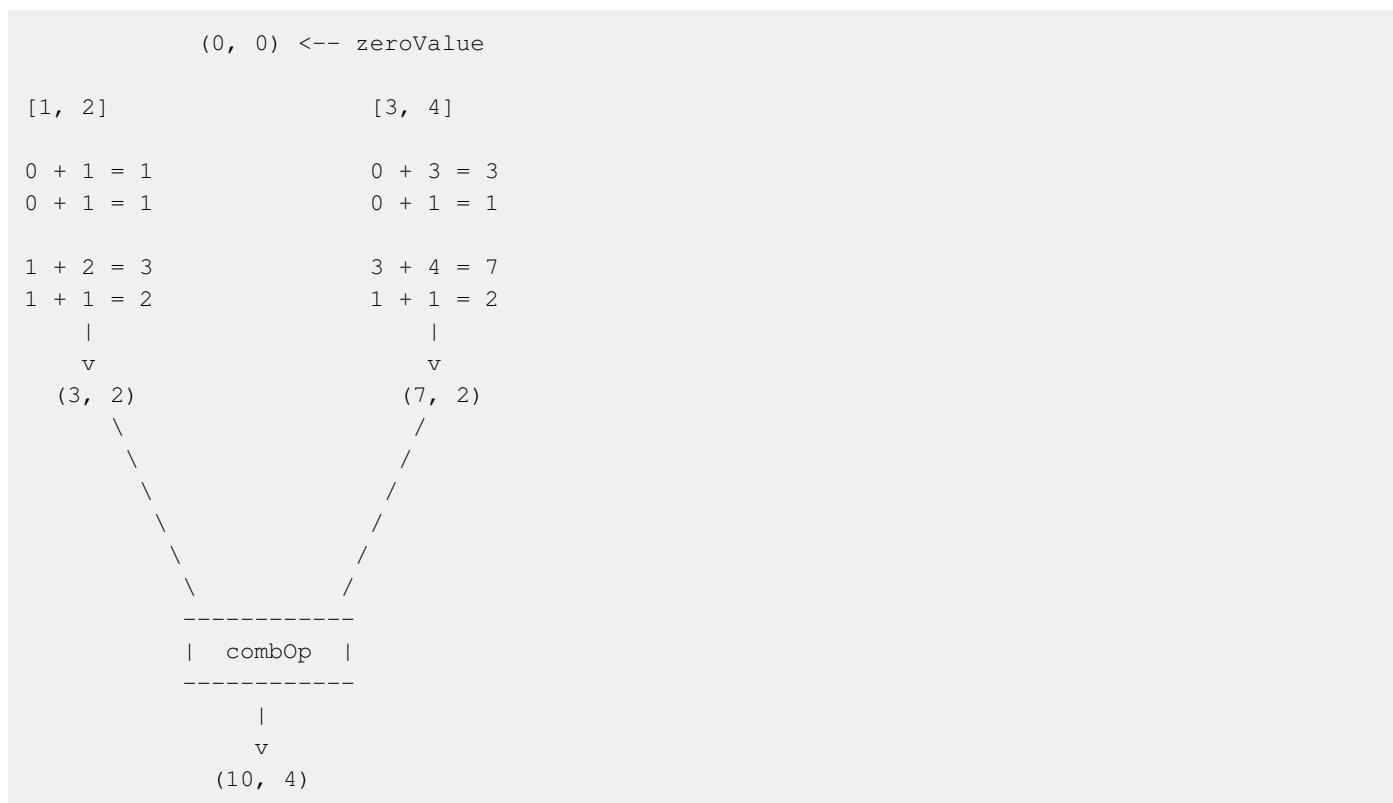 (0, 0) <-- zeroValue
[1, 2]                   [3, 4]
0 + 1 = 1                0 + 3 = 3
0 + 1 = 1                0 + 1 = 1
1 + 2 = 3                3 + 4 = 7
1 + 1 = 2                1 + 1 = 2
    |                        |
    v                        v
  (3, 2)                   (7, 2)
      \                     /
       \                   /
        \                 /
         \               /
          \             /
           \           /
           ------------
           |  combOp  |
           ------------
                |
                v
             (10, 4)